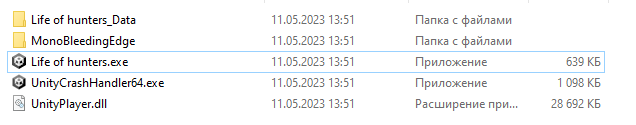 Life of hunters_Data 11.05.2023 13:51 Папка с файлами
MonoBleedingEdge 11.05.2023 13:51 Папка с файлами
Life of hunters.exe 11.05.2023 13:51 Приложение 639 КБ
UnityCrashHandler64.exe 11.05.2023 13:51 Приложение 1 098 КБ
UnityPlayer.dll 11.05.2023 13:51 Расширение при... 28 692 КБ